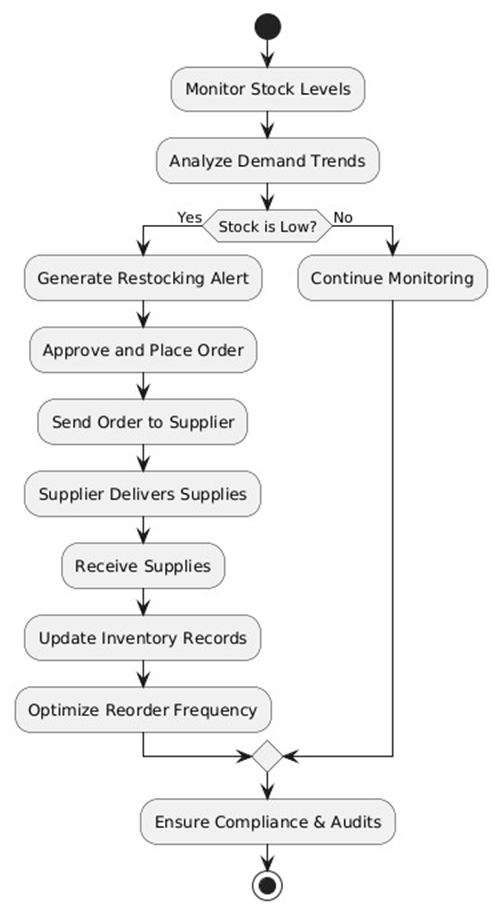 Monitor Stock Levels
Analyze Demand Trends
Stock is Low?
Yes
No
Generate Restocking Alert
Continue Monitoring
Approve and Place Order
Send Order to Supplier
Supplier Delivers Supplies
Receive Supplies
Update Inventory Records
Optimize Reorder Frequency
Ensure Compliance & Audits